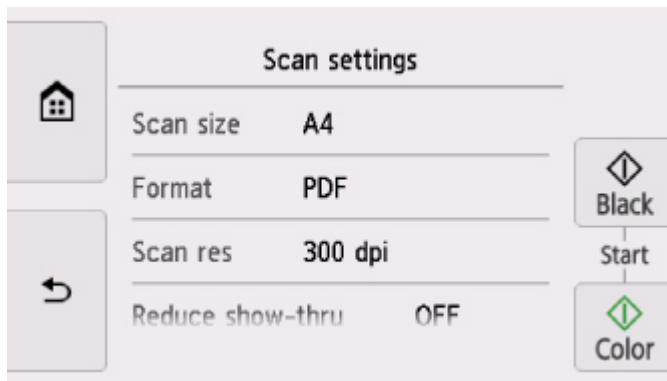 Scan settings
Scan size A4
Format PDF
Scan res 300 dpi
Reduce show-thru OFF
Black
Start
Color